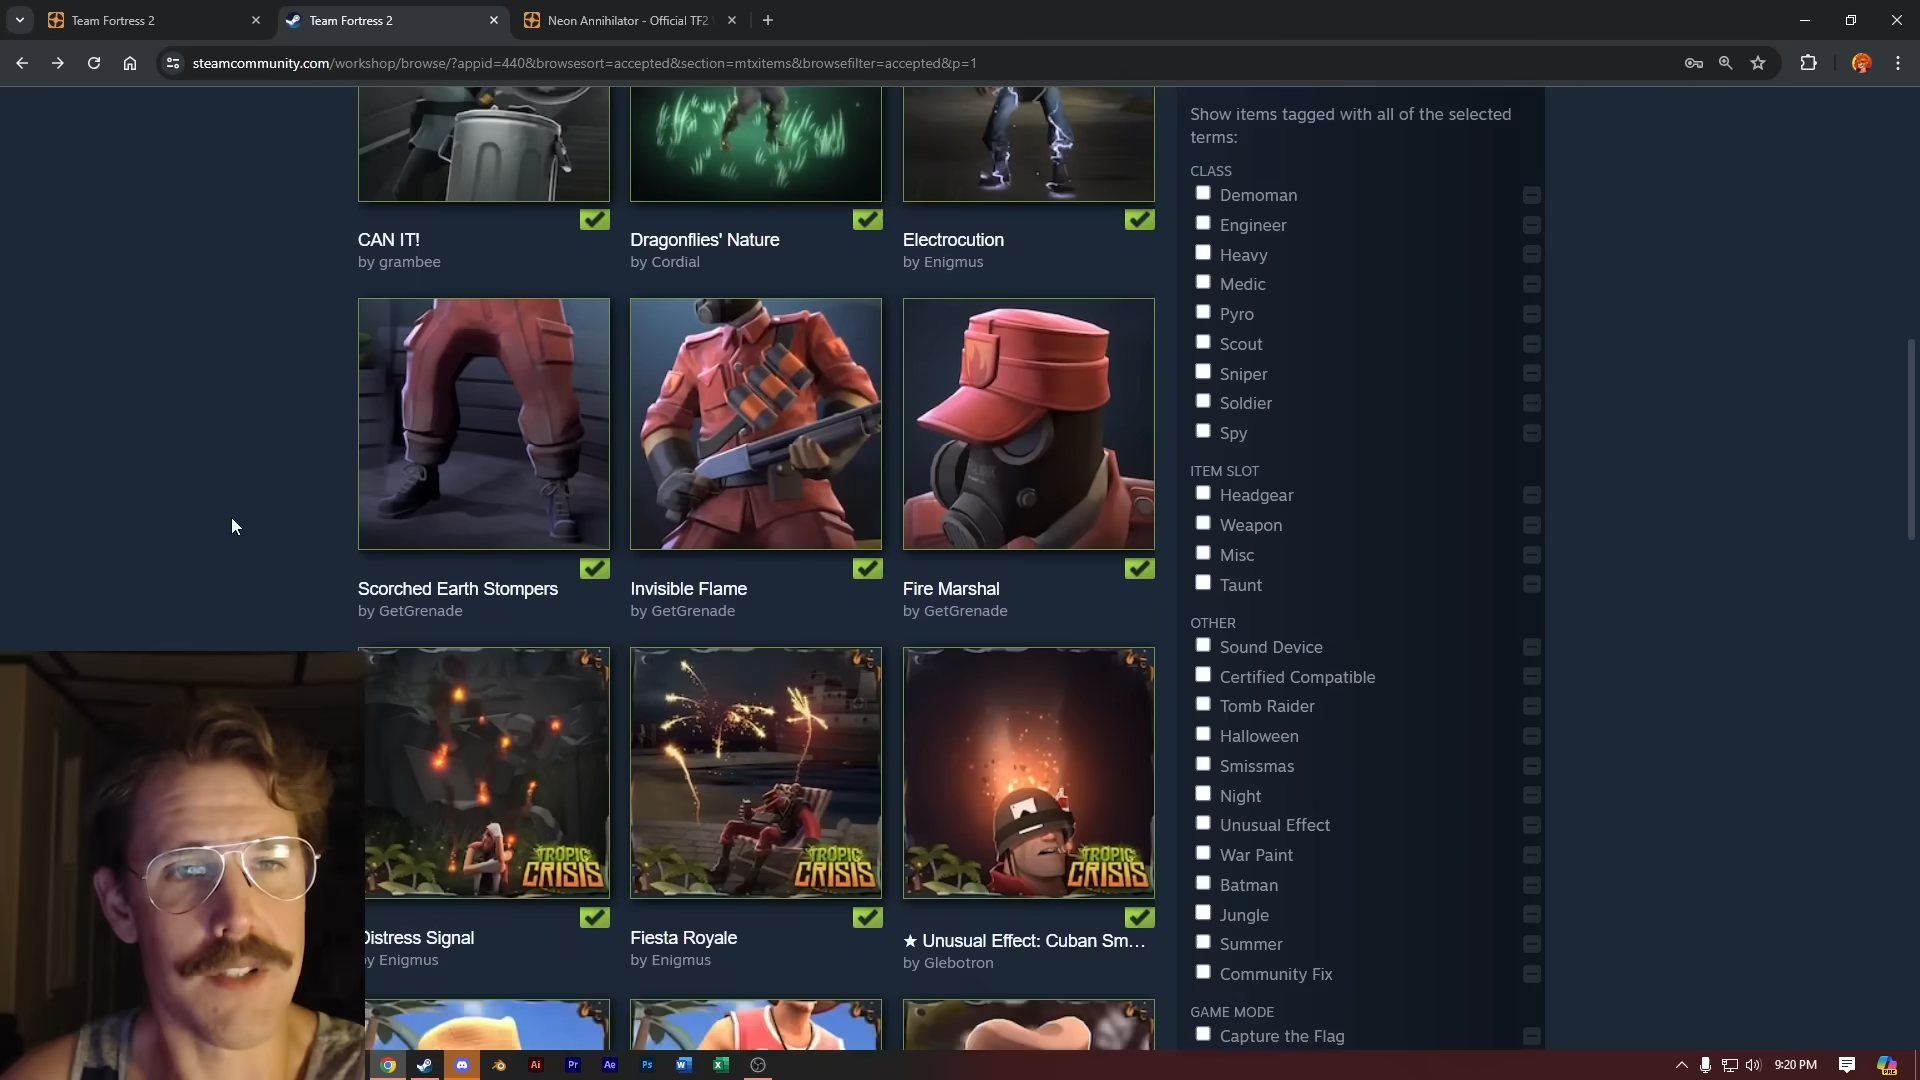 Team Fortress 2
Team Fortress 2
Neon Annihilator - Official TF2
steamcommunity.com/workshop/browse/?appid=440&browsesort=accepted&section=mtxitems&browsefilter=accepted&p=1
CAN IT!
by grambee
Dragonflies' Nature
by Cordial
Electrocution
by Enigmus
Scorched Earth Stompers
by GetGrenade
Invisible Flame
by GetGrenade
Fire Marshal
by GetGrenade
TROPIC
CRISIS
TROPIC
CRISIS
TROPIC
CRISIS
Distress Signal
by Enigmus
Fiesta Royale
by Enigmus
★ Unusual Effect: Cuban Sm...
by Glebotron
Show items tagged with all of the selected
terms:
CLASS
Demoman
Engineer
Heavy
Medic
Pyro
Scout
Sniper
Soldier
Spy
ITEM SLOT
Headgear
Weapon
Misc
Taunt
OTHER
Sound Device
Certified Compatible
Tomb Raider
Halloween
Smissmas
Night
Unusual Effect
War Paint
Batman
Jungle
Summer
Community Fix
GAME MODE
Capture the Flag
Ai
Pr
Ae
Ps
9:20 PM